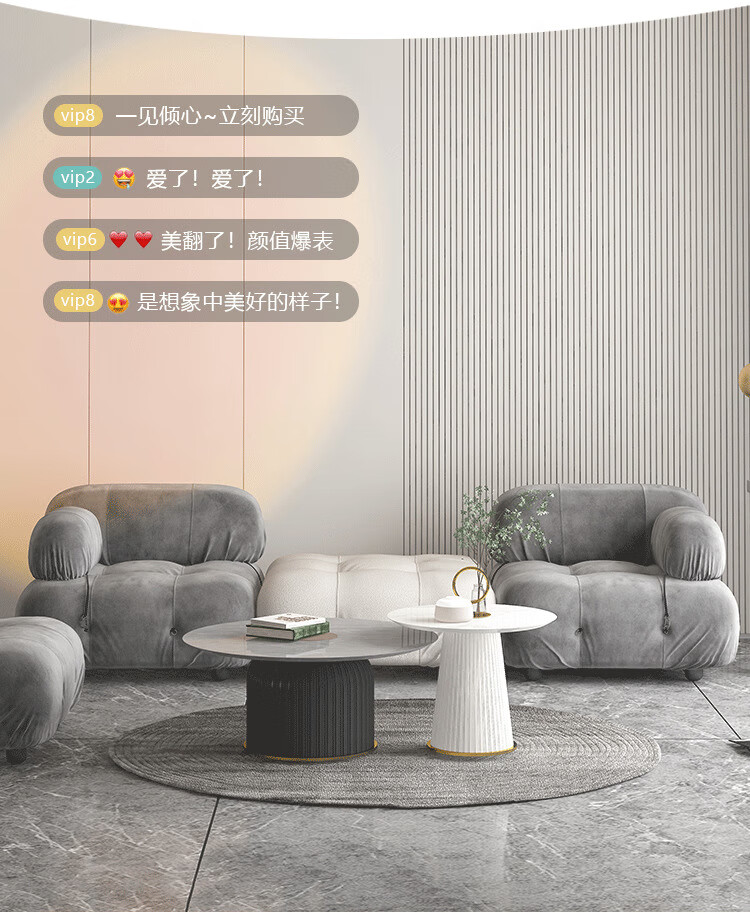 vip8 一见倾心~立刻购买
vip2 😍 爱了！爱了！
vip6 ❤️ ❤️ 美翻了！颜值爆表
vip8 😍 是想象中美好的样子！